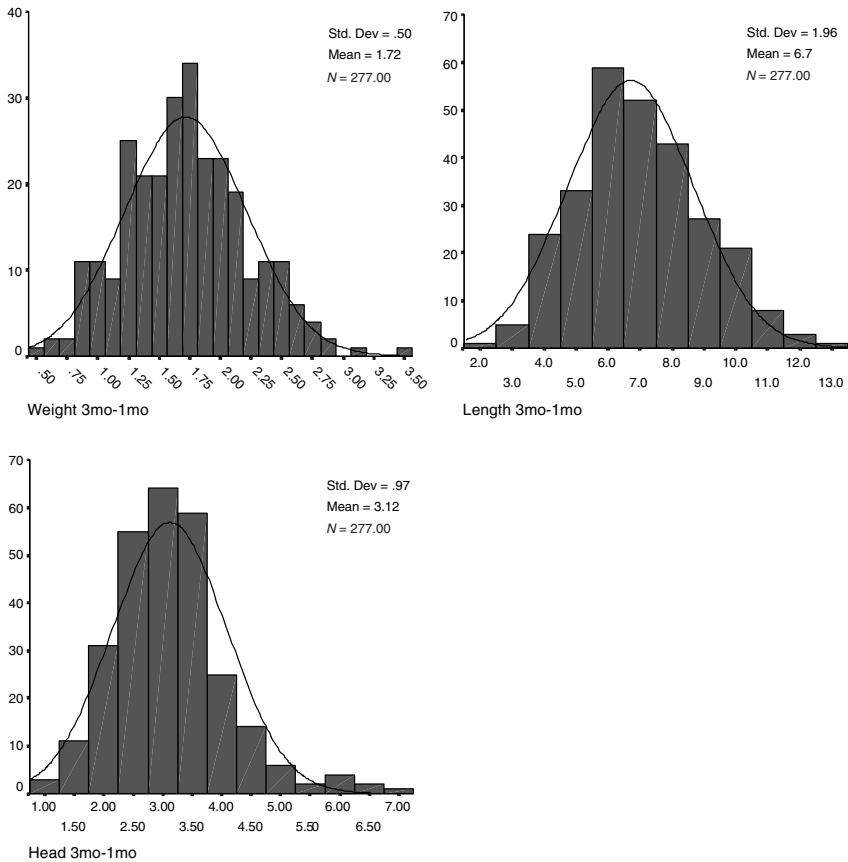 40
30
20
10
0
Std. Dev = .50
Mean = 1.72
N = 277.00
.50 .75 1.00 1.25 1.50 1.75 2.00 2.25 2.50 2.75 3.00 3.25 3.50
Weight 3mo-1mo
70
60
50
40
30
20
10
0
Std. Dev = 1.96
Mean = 6.7
N = 277.00
2.0 4.0 6.0 8.0 10.0 12.0
3.0 5.0 7.0 9.0 11.0 13.0
Length 3mo-1mo
70
60
50
40
30
20
10
0
Std. Dev = .97
Mean = 3.12
N = 277.00
1.00 2.00 3.00 4.00 5.00 6.00 7.00
1.50 2.50 3.50 4.50 5.50 6.50
Head 3mo-1mo